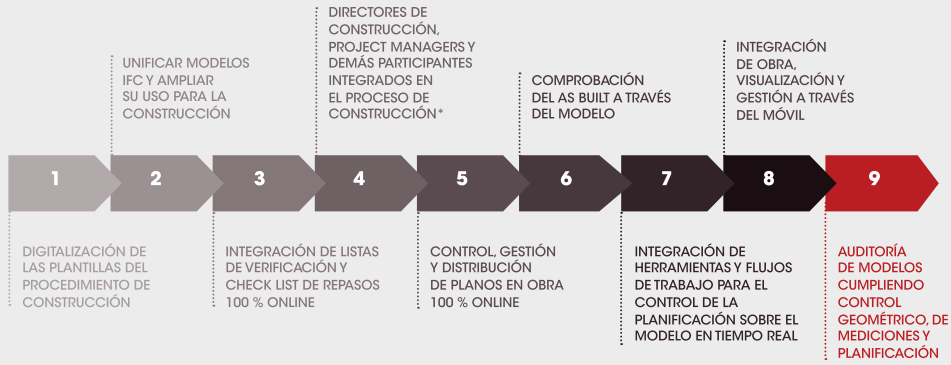 DIRECTORES DE
CONSTRUCCIÓN,
PROJECT MANAGERS Y
DEMÁS PARTICIPANTES
INTEGRADOS EN
EL PROCESO DE
CONSTRUCCIÓN*
UNIFICAR MODELOS
IFC Y AMPLIAR
SU USO PARA LA
CONSTRUCCIÓN
COMPROBACIÓN
DEL AS BUILT A TRAVÉS
DEL MODELO
INTEGRACIÓN
DE OBRA,
VISUALIZACIÓN Y
GESTIÓN A TRAVÉS
DEL MÓVIL
1
2
3
4
5
6
7
8
9
DIGITALIZACIÓN DE
LAS PLANTILLAS DEL
PROCEDIMIENTO DE
CONSTRUCCIÓN
INTEGRACIÓN DE LISTAS
DE VERIFICACIÓN Y
CHECK LIST DE REPASOS
100 % ONLINE
CONTROL, GESTIÓN
Y DISTRIBUCIÓN
DE PLANOS EN OBRA
100 % ONLINE
INTEGRACIÓN DE
HERRAMIENTAS Y FLUJOS
DE TRABAJO PARA EL
CONTROL DE LA
PLANIFICACIÓN SOBRE EL
MODELO EN TIEMPO REAL
AUDITORÍA
DE MODELOS
CUMPLIENDO
CONTROL
GEOMÉTRICO, DE
MEDICIONES Y
PLANIFICACIÓN